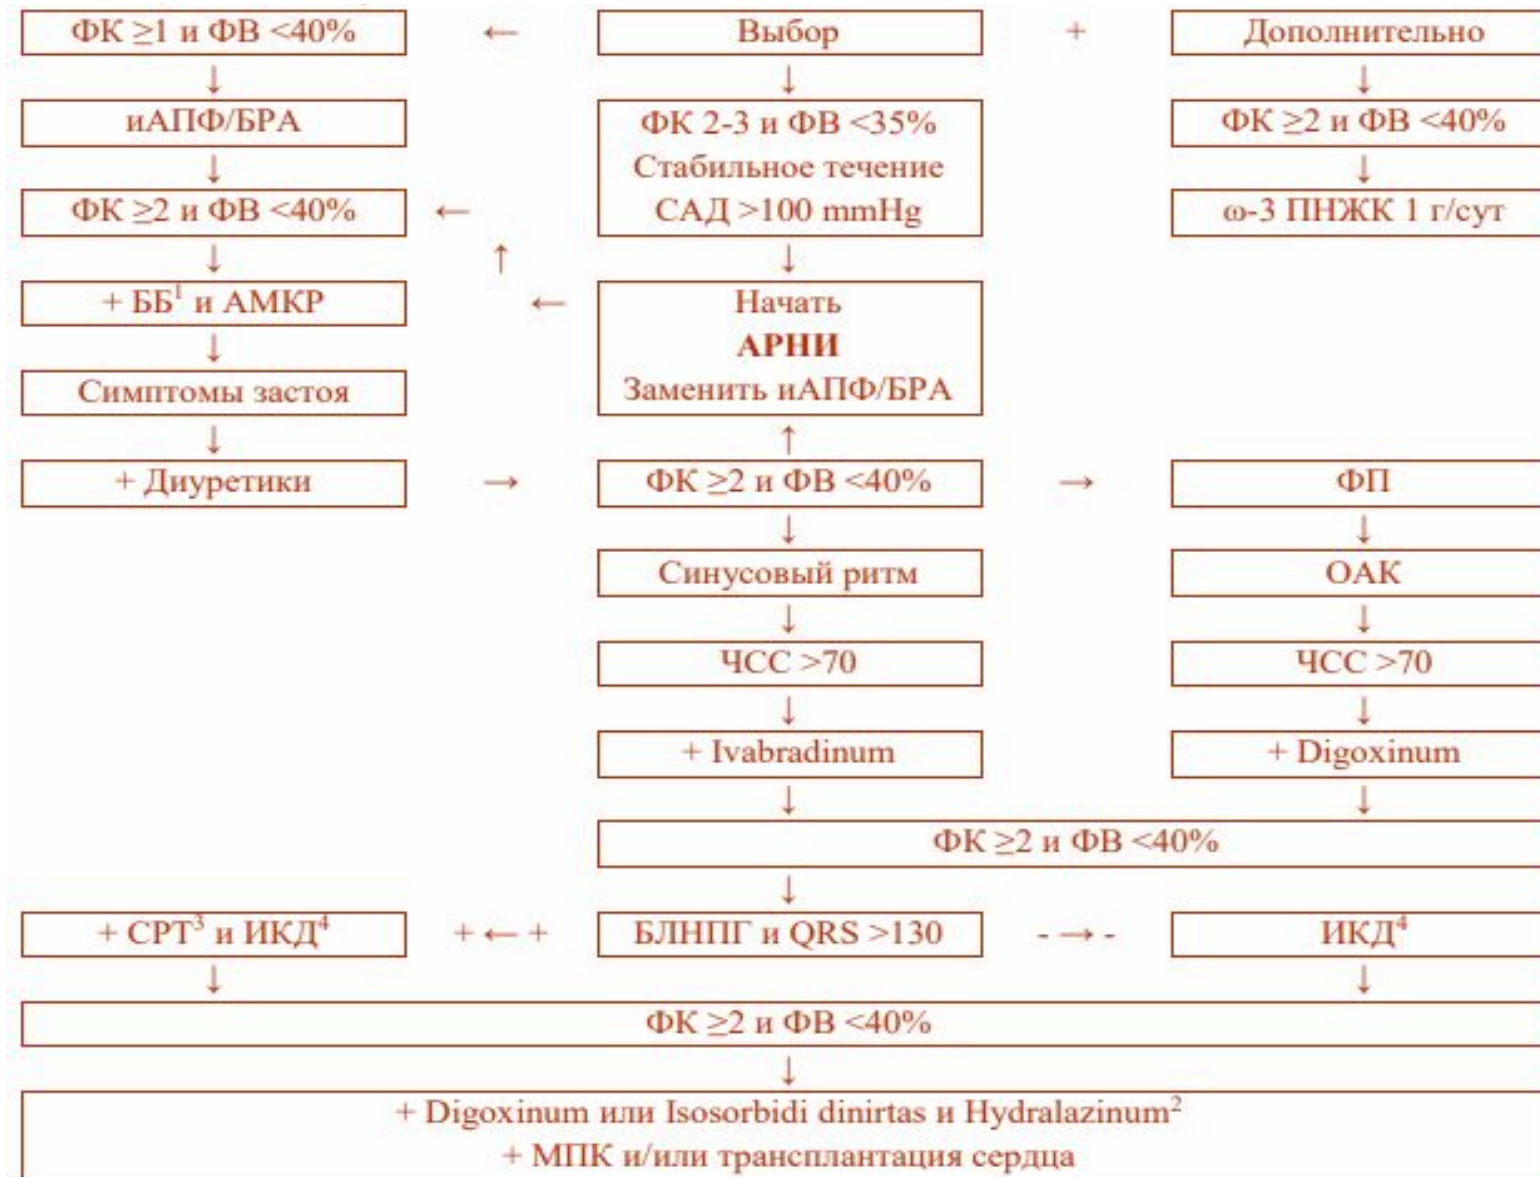 ФК ≥1 и ФВ <40% ← Выбор + Дополнительно
↓ ↓ ↓
иАПФ/БРА
ФК 2-3 и ФВ <35%
Стабильное течение
САД >100 mmHg
ФК ≥2 и ФВ <40%
↓ ↓
ФК ≥2 и ФВ <40% ←
ω-3 ПНЖК 1 г/сут
↓ ↑ ↓
+ ББ¹ и АМКР ←
Начать
АРНИ
Заменить иАПФ/БРА
↓
Симптомы застоя
↓ ↑
+ Диуретики → ФК ≥2 и ФВ <40% → ФП
↓ ↓
Синусовый ритм ОАК
↓ ↓
ЧСС >70 ЧСС >70
↓ ↓
+ Ivabradinum + Digoxinum
↓ ↓
ФК ≥2 и ФВ <40%
↓
+ СРТ³ и ИКД⁴ + ← + БЛНПГ и QRS >130 - → - ИКД⁴
↓ ↓
ФК ≥2 и ФВ <40%
↓
+ Digoxinum или Isosorbidi dinirtas и Hydralazinum²
+ МПК и/или трансплантация сердца